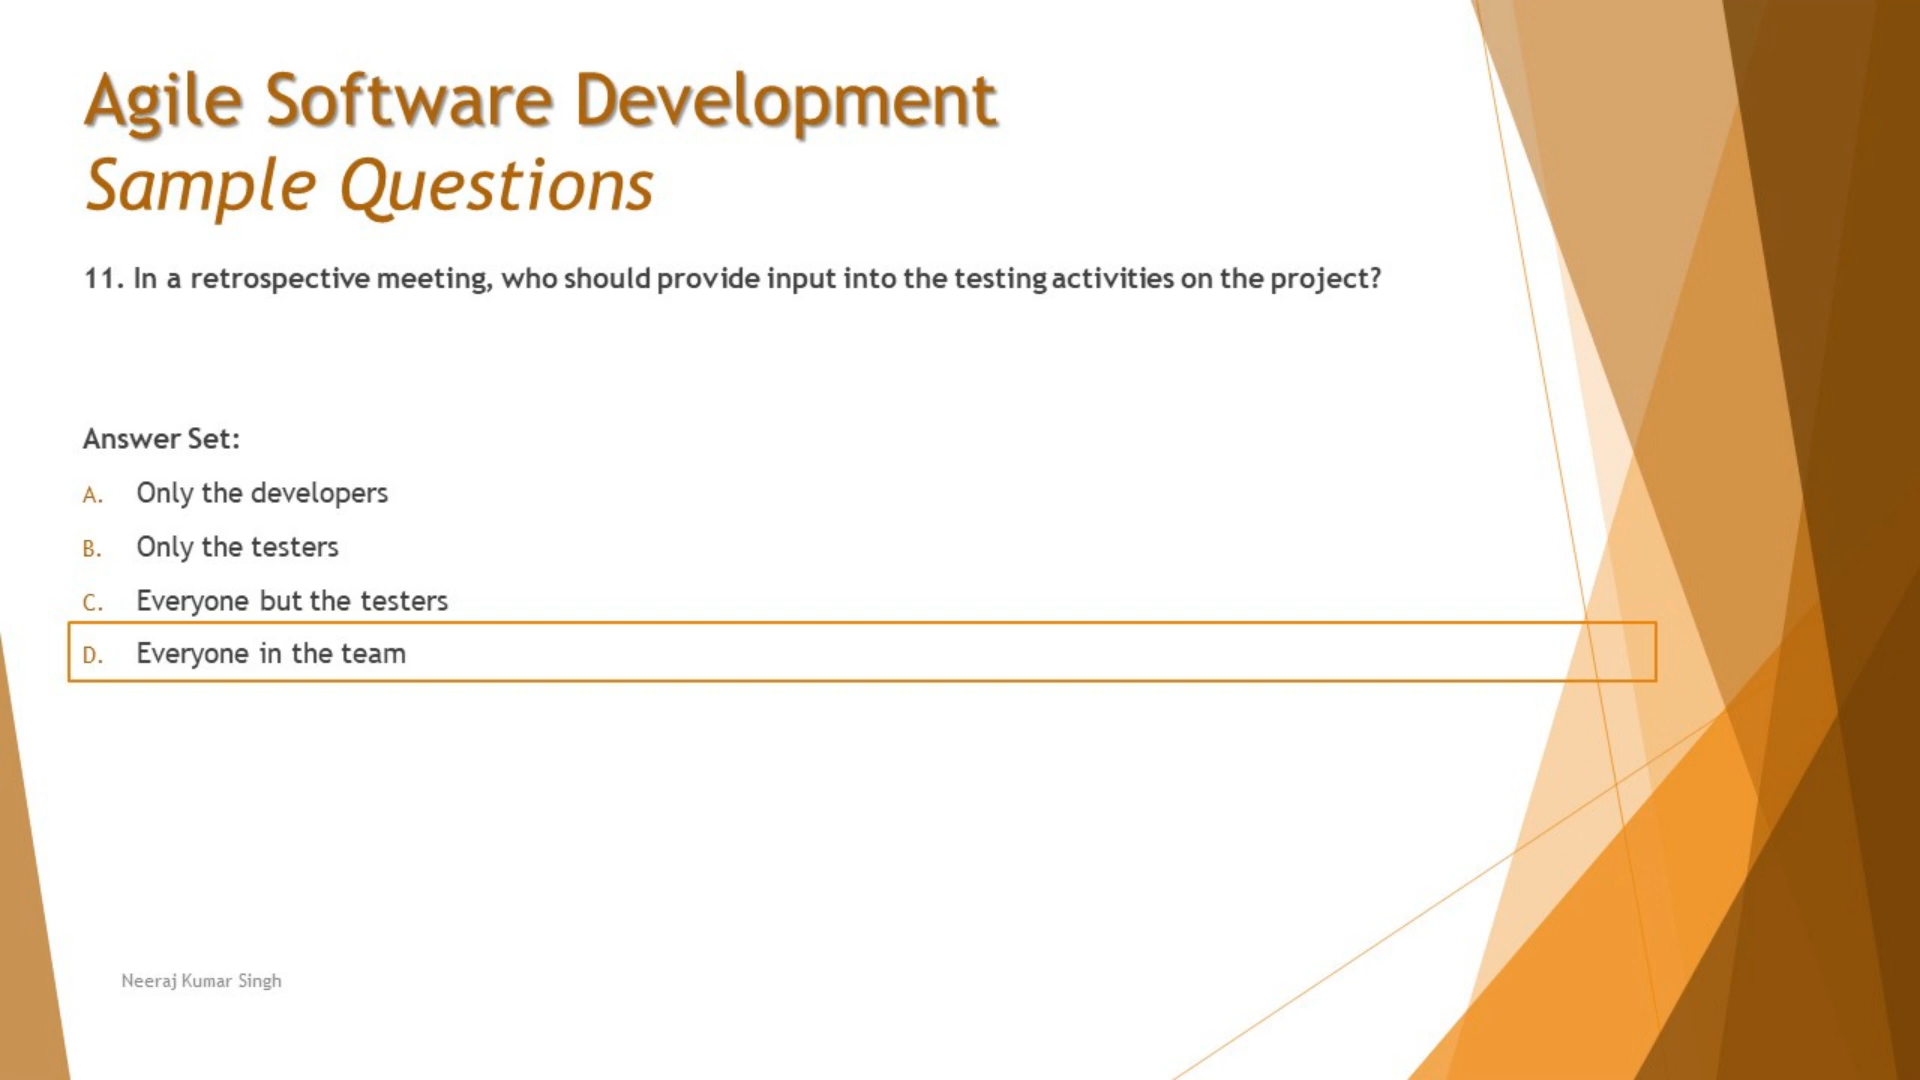 Agile Software Development
Sample Questions
11. In a retrospective meeting, who should provide input into the testing activities on the project?
Answer Set:
A. Only the developers
B. Only the testers
C. Everyone but the testers
D. Everyone in the team
Neeraj Kumar Singh